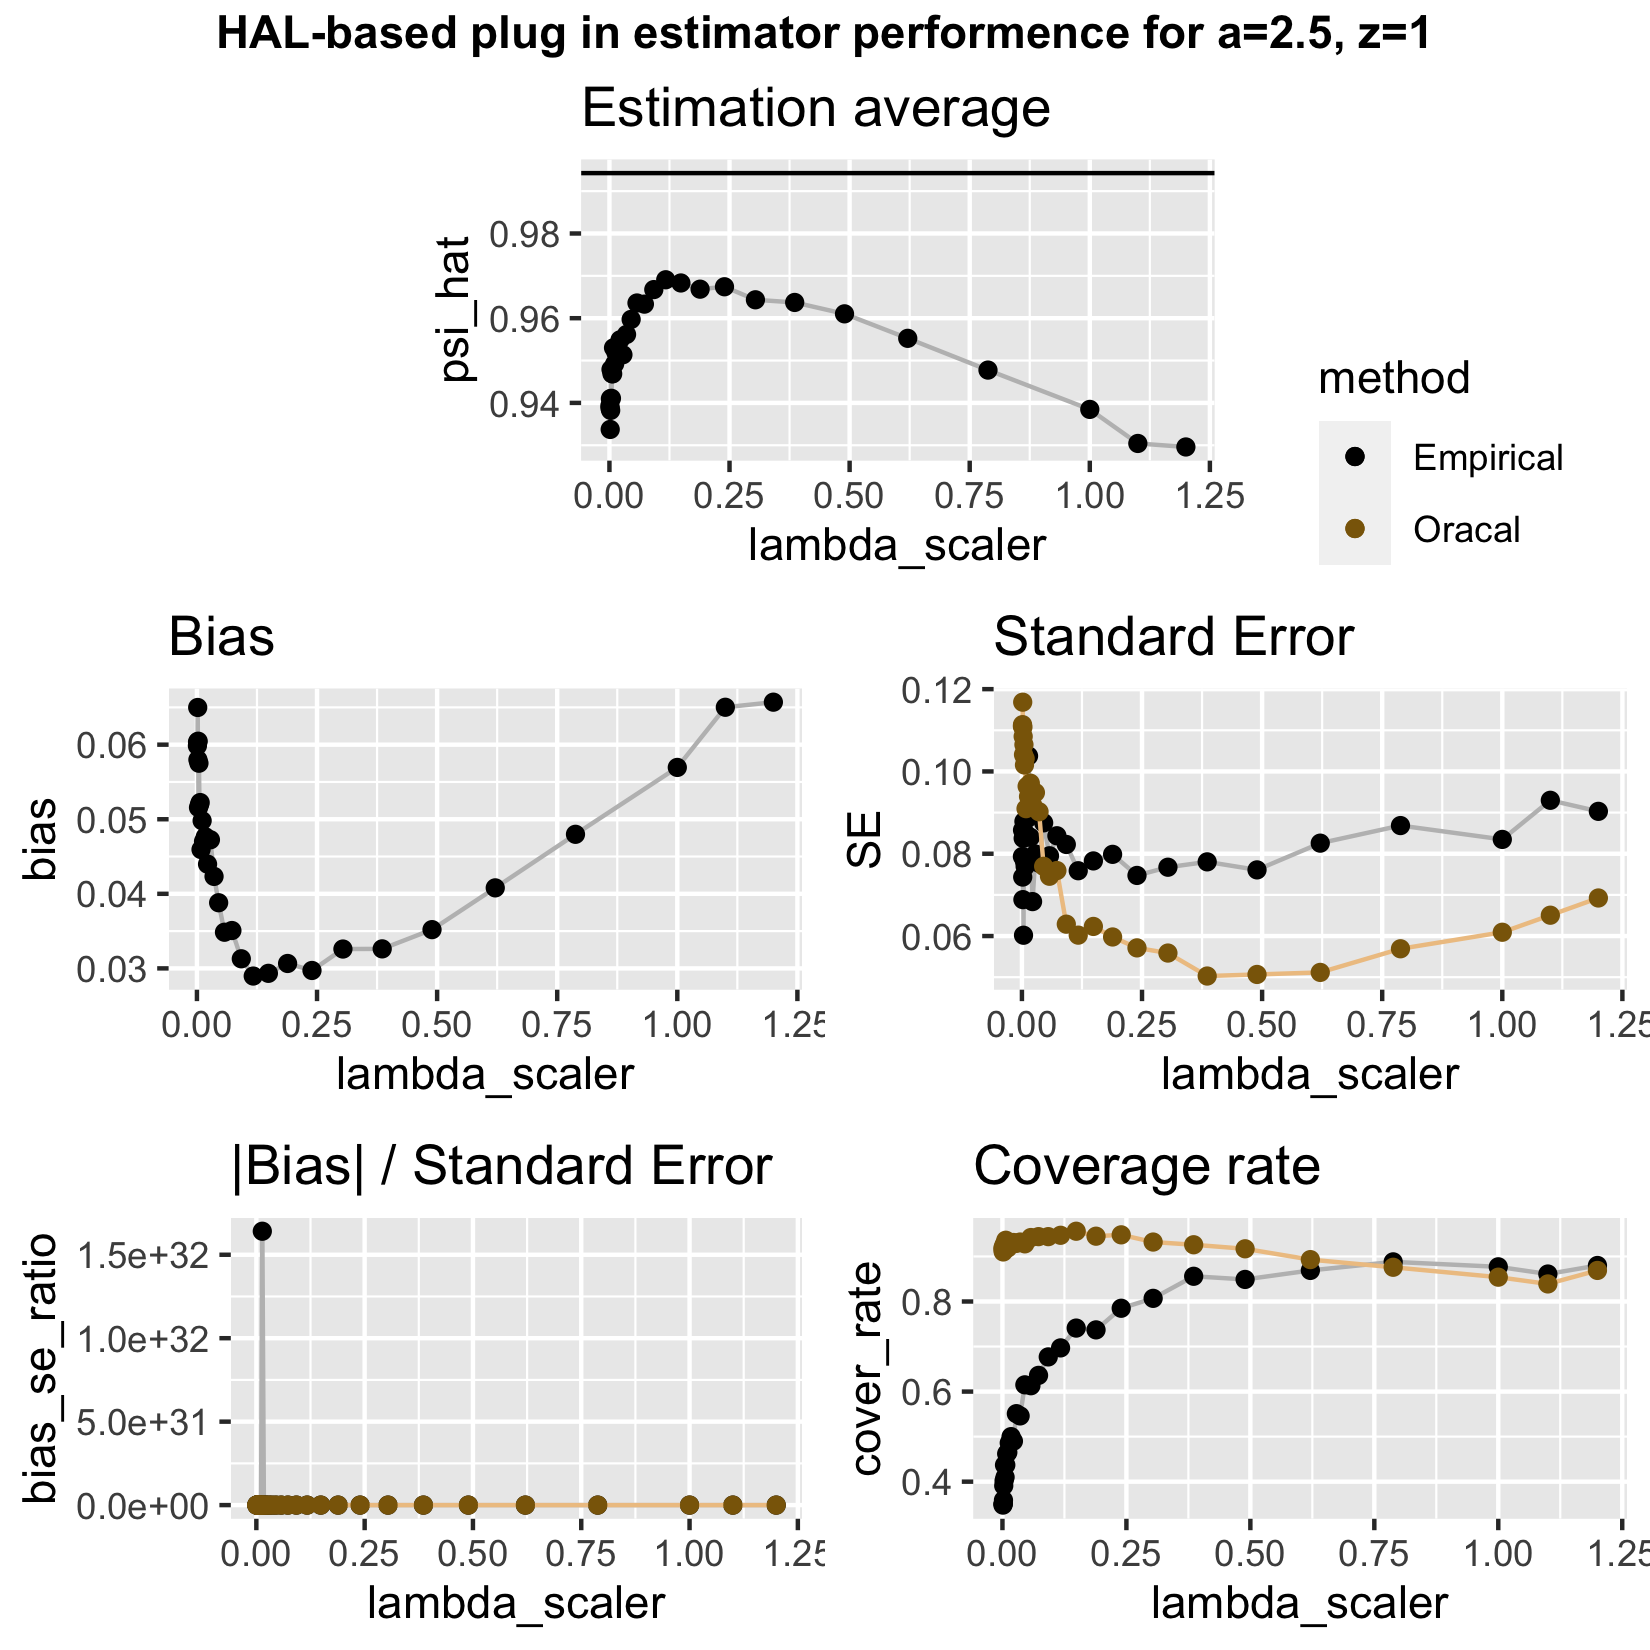 HAL-based plug in estimator performence for a=2.5, z=1
Estimation average
psi_hat
0.98
0.96
0.94
0.00 0.25 0.50 0.75 1.00 1.25
lambda_scaler
method
Empirical
Oracal
Bias
bias
0.06
0.05
0.04
0.03
0.00 0.25 0.50 0.75 1.00 1.25
lambda_scaler
Standard Error
SE
0.12
0.10
0.08
0.06
0.00 0.25 0.50 0.75 1.00 1.25
lambda_scaler
|Bias| / Standard Error
bias_se_ratio
1.5e+32
1.0e+32
5.0e+31
0.0e+00
0.00 0.25 0.50 0.75 1.00 1.25
lambda_scaler
Coverage rate
cover_rate
0.8
0.6
0.4
0.00 0.25 0.50 0.75 1.00 1.25
lambda_scaler